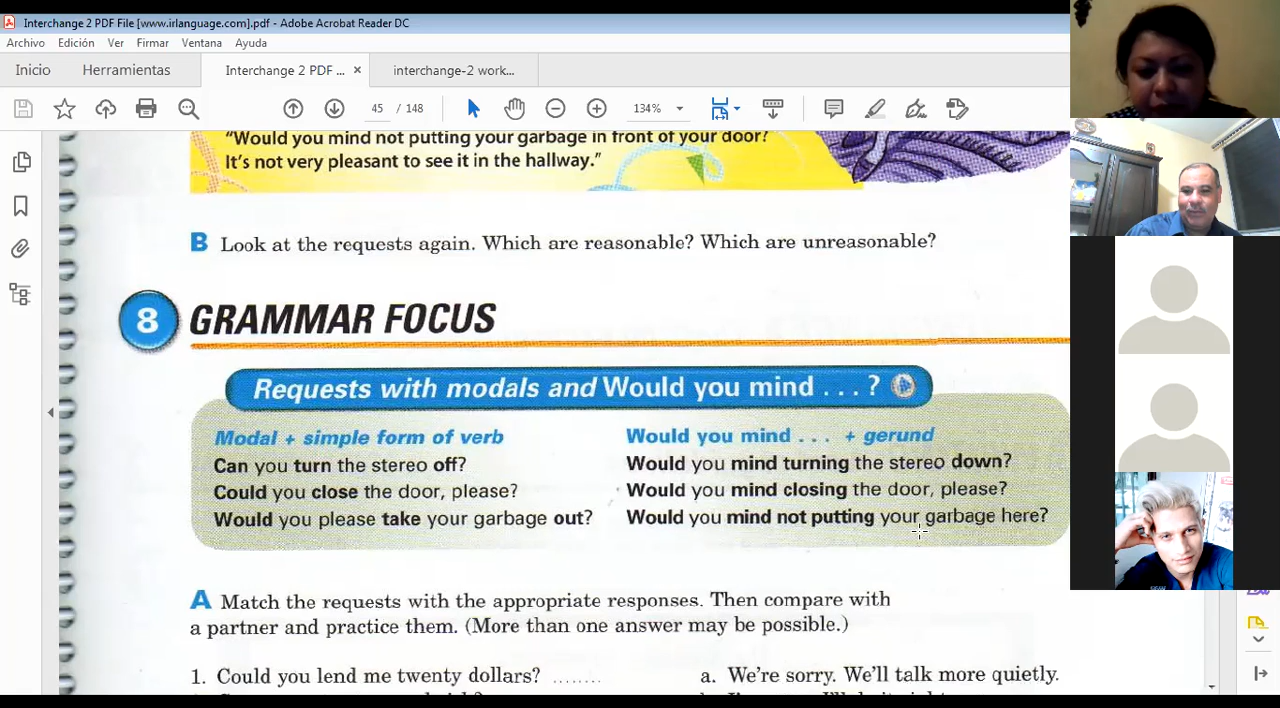 Interchange 2 PDF File [www.irlanguage.com].pdf - Adobe Acrobat Reader DC
Archivo Edición Ver Firmar Ventana Ayuda
Inicio Herramientas Interchange 2 PDF ... × interchange-2 work...
45 / 148 134%
"Would you mind not putting your garbage in front of your door?
It's not very pleasant to see it in the hallway."
B Look at the requests again. Which are reasonable? Which are unreasonable?
8 GRAMMAR FOCUS
Requests with modals and Would you mind . . . ?
Modal + simple form of verb
Can you turn the stereo off?
Could you close the door, please?
Would you please take your garbage out?
Would you mind . . . + gerund
Would you mind turning the stereo down?
Would you mind closing the door, please?
Would you mind not putting your garbage here?
A Match the requests with the appropriate responses. Then compare with
a partner and practice them. (More than one answer may be possible.)
1. Could you lend me twenty dollars? ........
a. We're sorry. We'll talk more quietly.